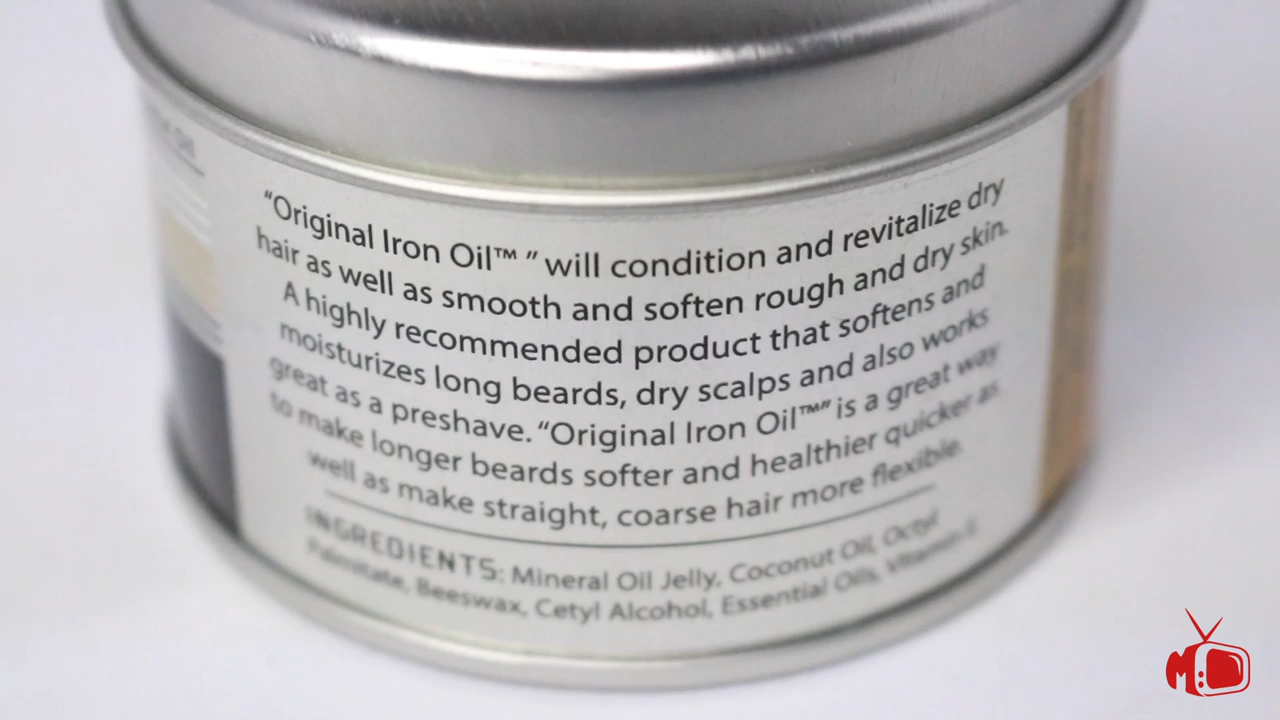 "Original Iron Oil™ " will condition and revitalize dry
hair as well as smooth and soften rough and dry skin.
A highly recommended product that softens and
moisturizes long beards, dry scalps and also works
great as a preshave. "Original Iron Oil™" is a great way
to make longer beards softer and healthier quicker as
well as make straight, coarse hair more flexible.
INGREDIENTS: Mineral Oil Jelly, Coconut Oil, Octyl
Palmitate, Beeswax, Cetyl Alcohol, Essential Oils, Vitamin E
M